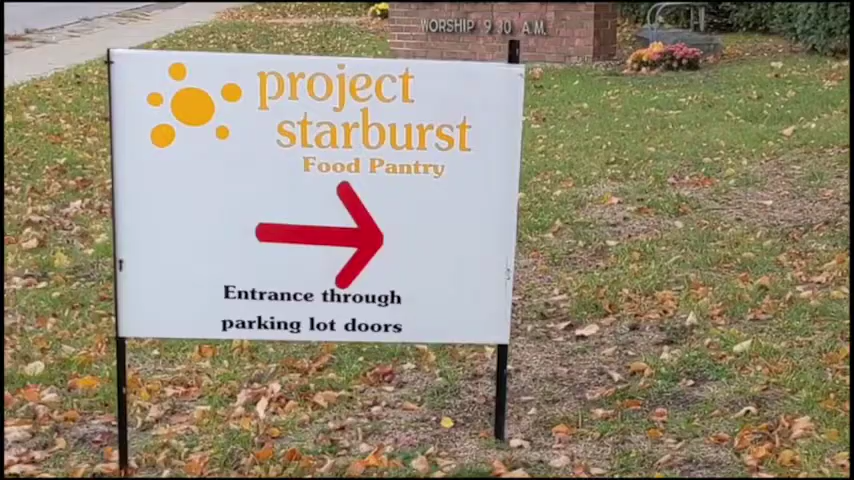 WORSHIP 9:30 A.M.
project
starburst
Food Pantry
Entrance through
parking lot doors